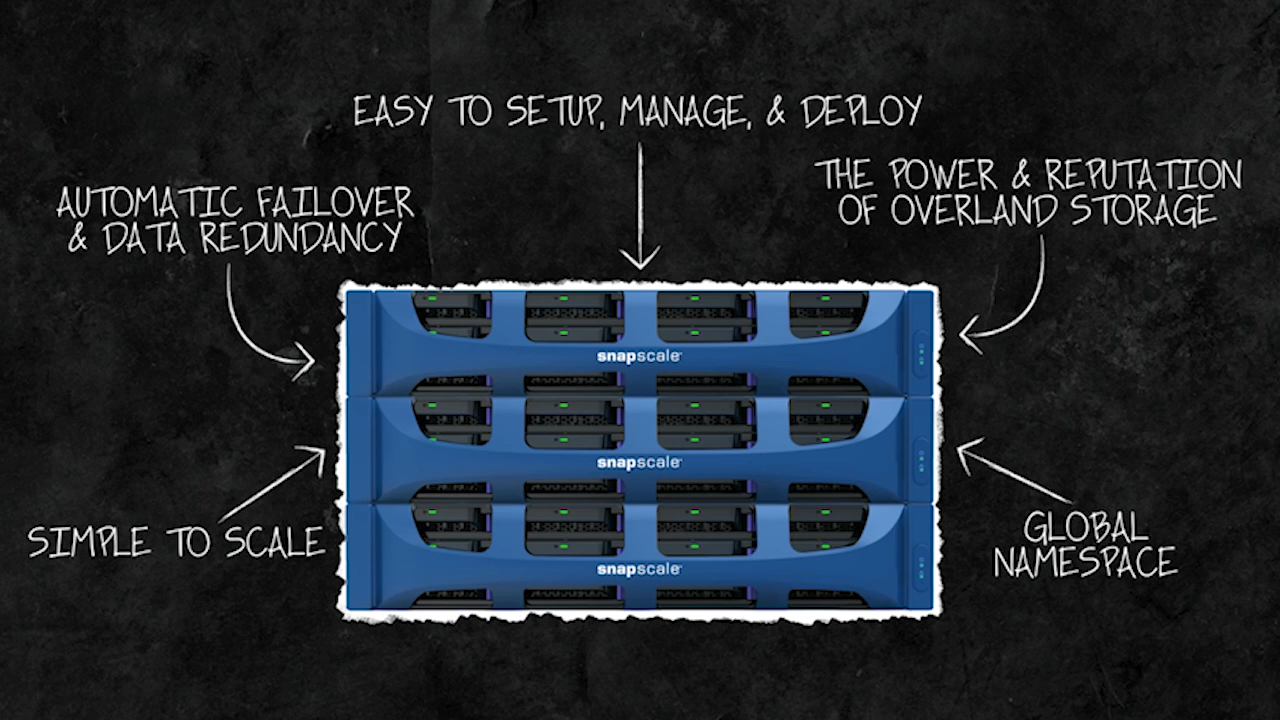 EASY TO SETUP, MANAGE, & DEPLOY
THE POWER & REPUTATION
OF OVERLAND STORAGE
AUTOMATIC FAILOVER
& DATA REDUNDANCY
snapscale
snapscale
snapscale
SIMPLE TO SCALE
GLOBAL
NAMESPACE